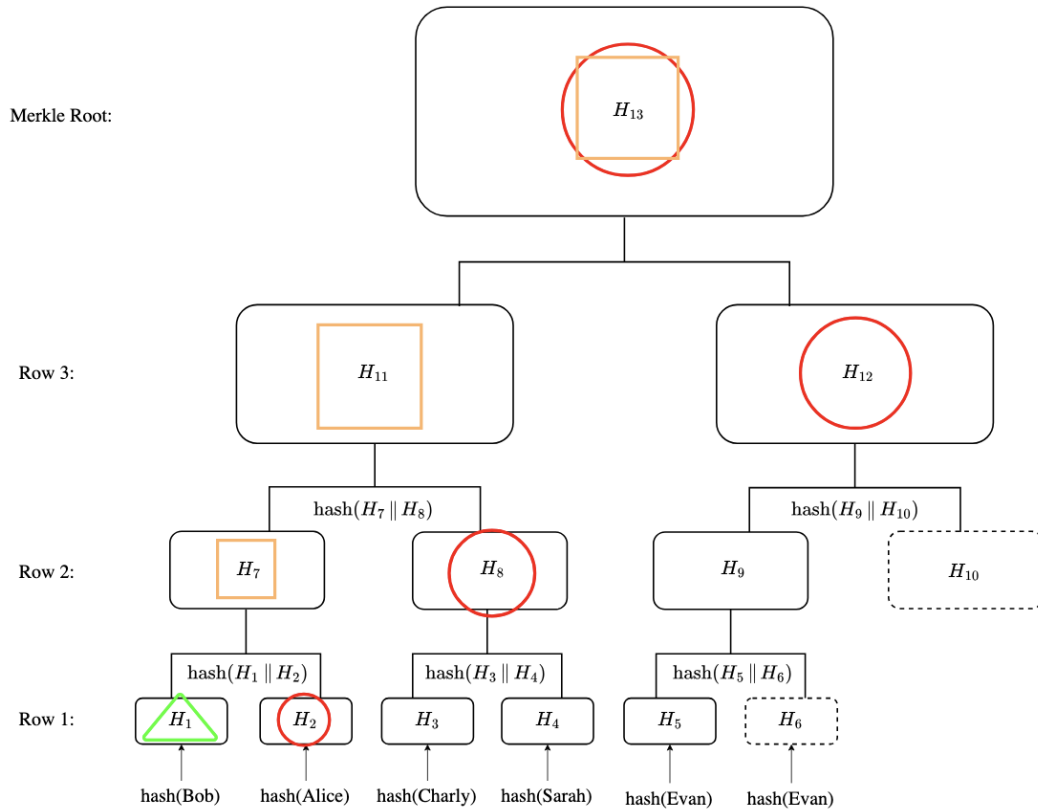 Merkle Root:
H₁₃
Row 3:
H₁₁
H₁₂
hash(H₇ ∥ H₈)
hash(H₉ ∥ H₁₀)
Row 2:
H₇
H₈
H₉
H₁₀
hash(H₁ ∥ H₂)
hash(H₃ ∥ H₄)
hash(H₅ ∥ H₆)
Row 1:
H₁
H₂
H₃
H₄
H₅
H₆
hash(Bob)
hash(Alice)
hash(Charly)
hash(Sarah)
hash(Evan)
hash(Evan)